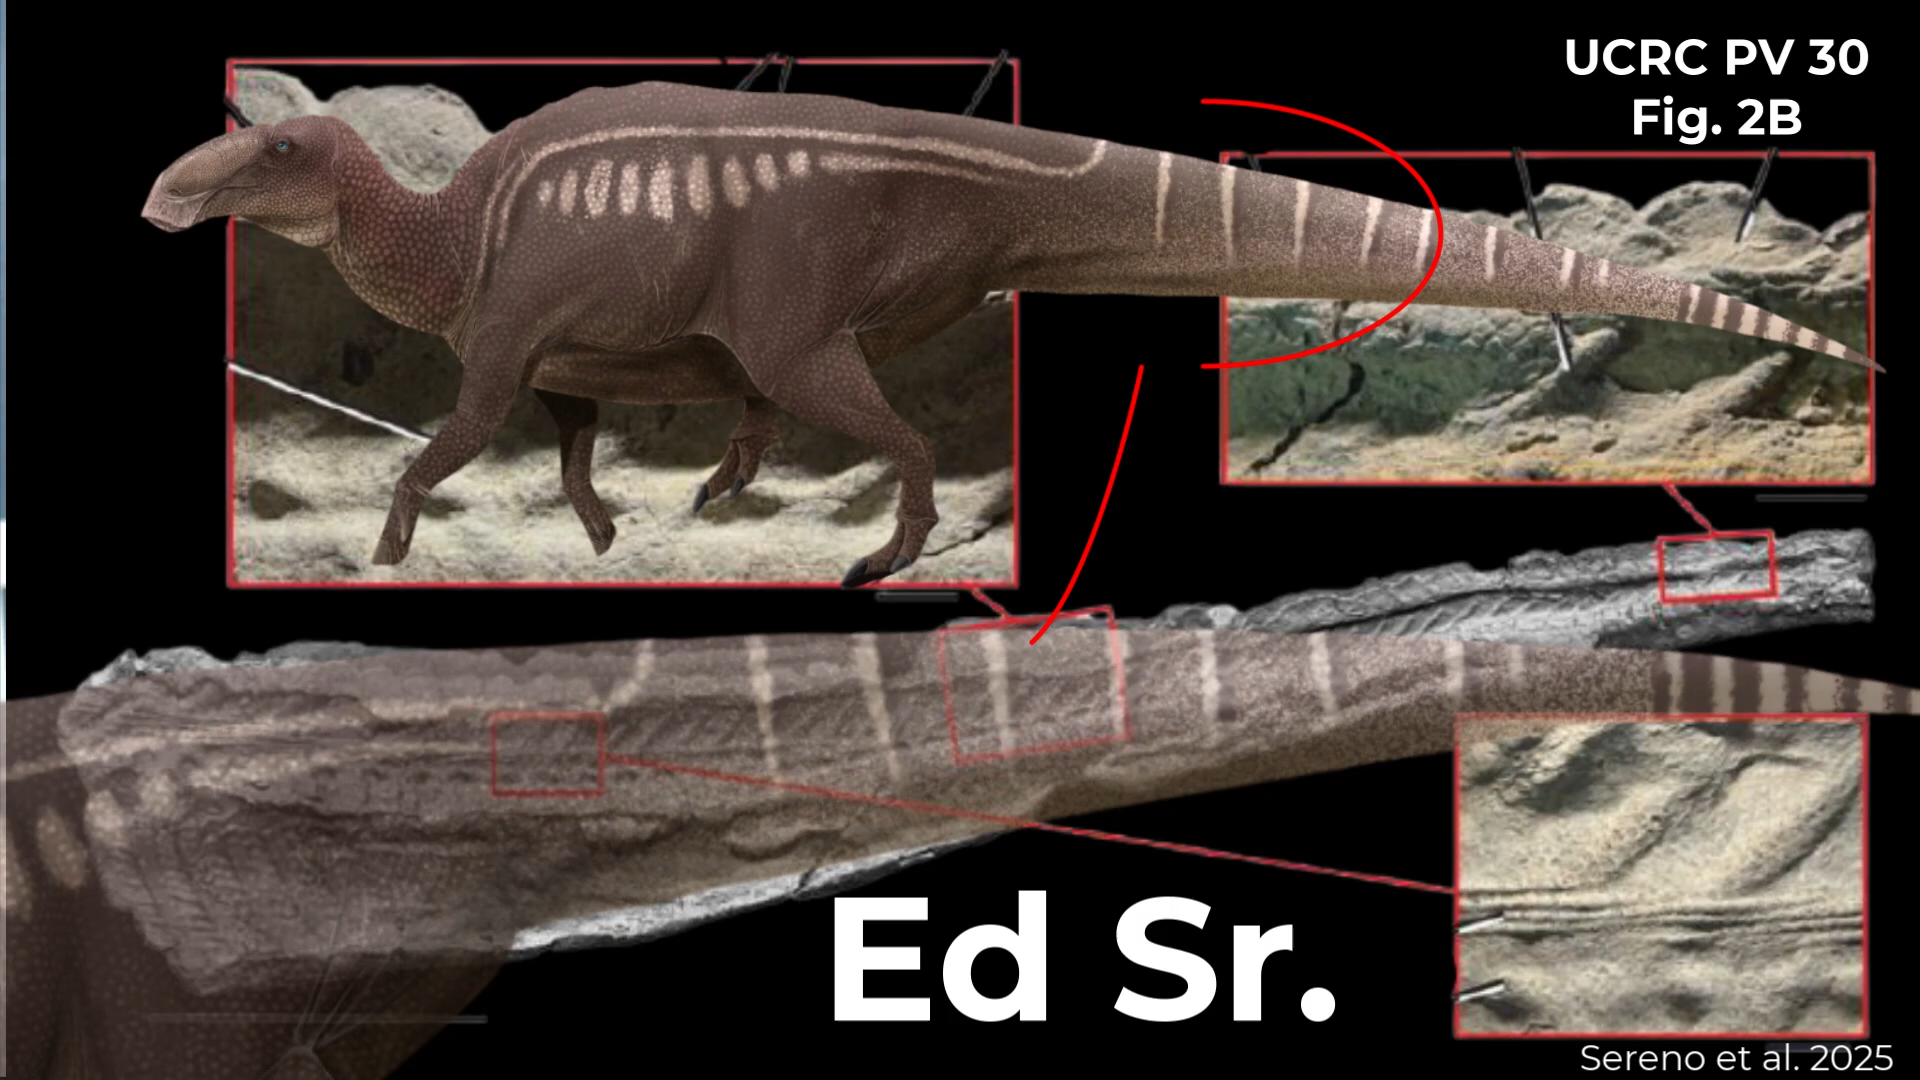 UCRC PV 30
Fig. 2B
Ed Sr.
Sereno et al. 2025